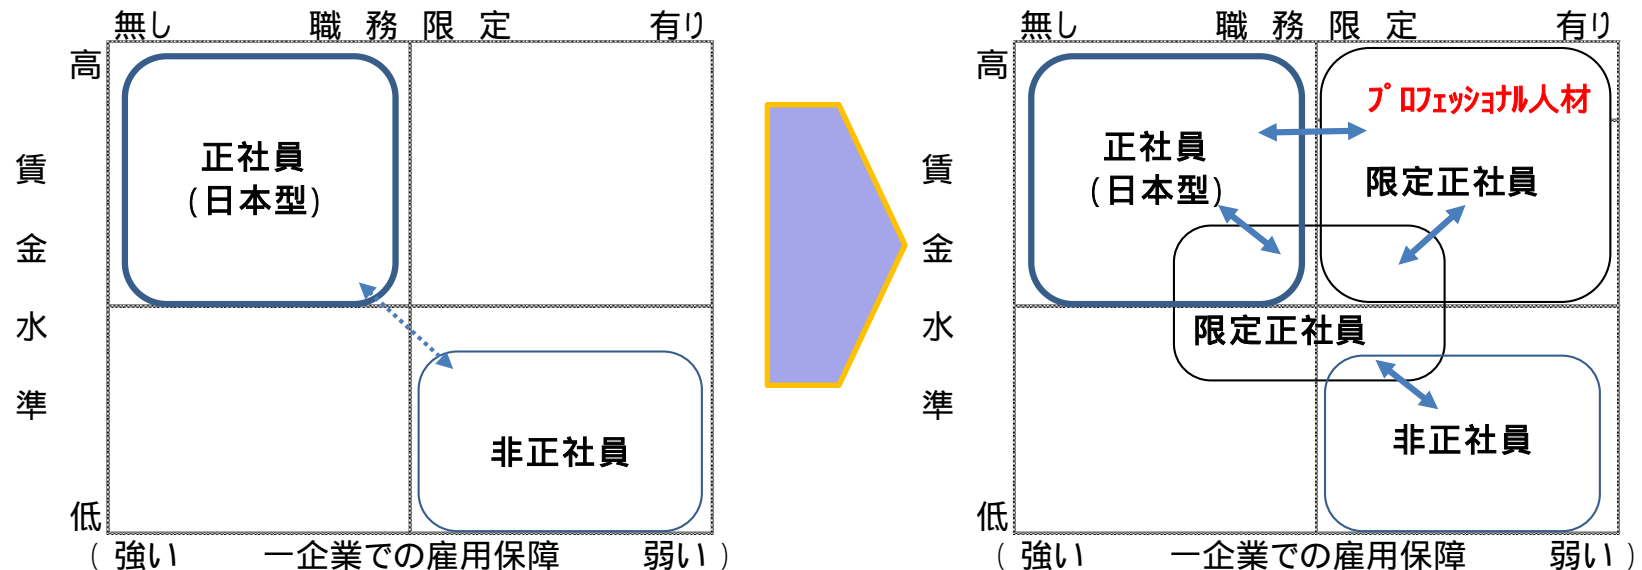 無し 職務限定 有り
高
正社員
(日本型)
賃金水準
非正社員
低
( 強い 一企業での雇用保障 弱い )
無し 職務限定 有り
高
プロフェッショナル人材
正社員
(日本型)
限定正社員
賃金水準
限定正社員
非正社員
低
( 強い 一企業での雇用保障 弱い )